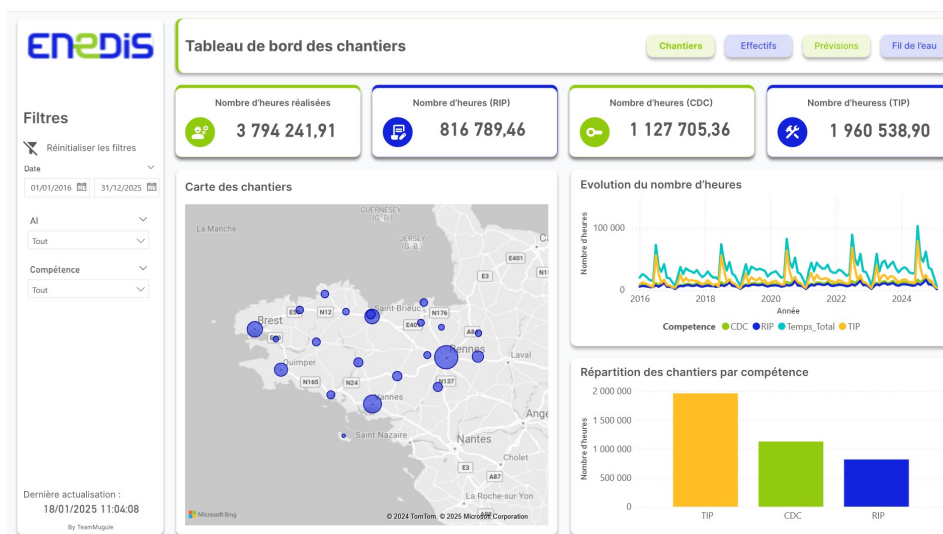 Enedis
Tableau de bord des chantiers
Chantiers
Effectifs
Prévisions
Fil de l'eau
Filtres
Réinitialiser les filtres
Date
01/01/2016
31/12/2025
AI
Tout
Compétence
Tout
Dernière actualisation :
18/01/2025 11:04:08
By TeamMugule
Nombre d'heures réalisées
3 794 241,91
Nombre d'heures (RIP)
816 789,46
Nombre d'heures (CDC)
1 127 705,36
Nombre d'heuress (TIP)
1 960 538,90
Carte des chantiers
La Manche
GUERNESEY
(G.-B.)
JERSEY
(G.-B.)
E401
E3
Brest
N12
Saint-Brieuc
N176
E401
Rennes
Laval
Quimper
N165
N24
N137
Vannes
Saint Nazaire
Nantes
Cholet
E3
A87
La Roche-sur-Yon
Microsoft Bing
© 2024 TomTom, © 2025 Microsoft Corporation
Evolution du nombre d'heures
Nombre d'heures
100 000
0
2016
2018
2020
2022
2024
Année
Competence
CDC
RIP
Temps_Total
TIP
Répartition des chantiers par compétence
Nombre d'heures
2 000 000
1 500 000
1 000 000
500 000
0
TIP
CDC
RIP